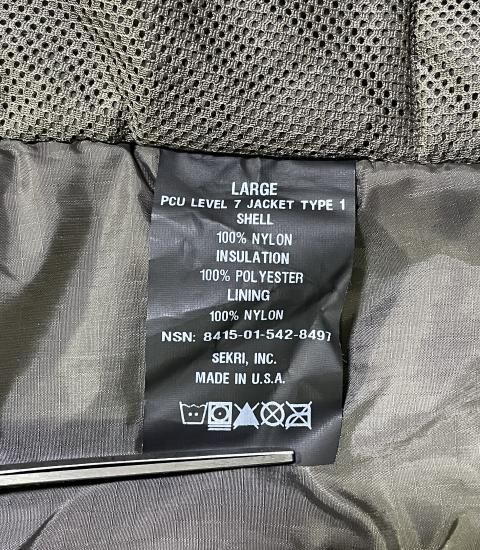 LARGE
PCU LEVEL 7 JACKET TYPE 1
SHELL
100% NYLON
INSULATION
100% POLYESTER
LINING
100% NYLON
NSN: 8415-01-542-8497
SEKRI, INC.
MADE IN U.S.A.